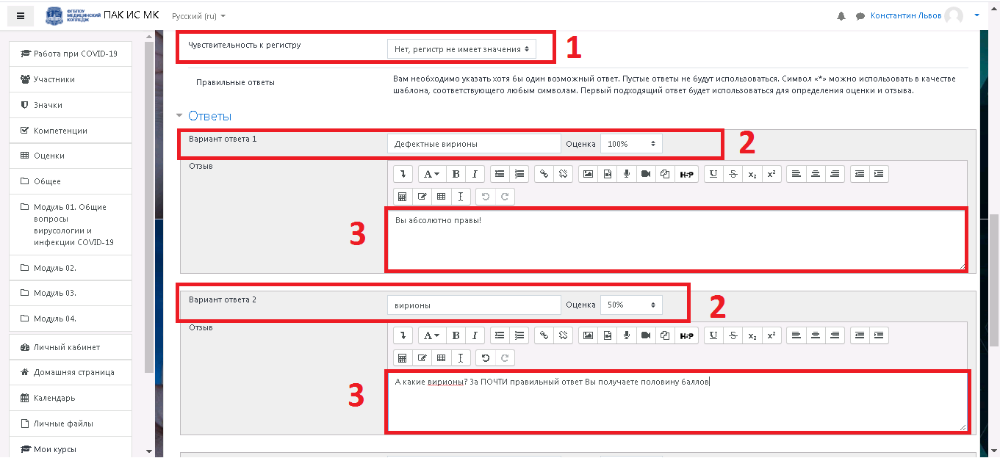 ФГБПОУ
МЕДИЦИНСКИЙ
КОЛЛЕДЖ
ПАК ИС МК
Русский (ru)
Константин Львов
Работа при COVID-19
Участники
Значки
Компетенции
Оценки
Общее
Модуль 01. Общие
вопросы
вирусологии и
инфекции COVID-19
Модуль 02.
Модуль 03.
Модуль 04.
Личный кабинет
Домашняя страница
Календарь
Личные файлы
Мои курсы
Чувствительность к регистру
Нет, регистр не имеет значения
1
Правильные ответы
Вам необходимо указать хотя бы один возможный ответ. Пустые ответы не будут использоваться. Символ «*» можно использовать в качестве
шаблона, соответствующего любым символам. Первый подходящий ответ будет использоваться для определения оценки и отзыва.
Ответы
Вариант ответа 1
Дефектные вирионы
Оценка
100%
2
Отзыв
A B I
H-P
U S x₂ x²
Вы абсолютно правы!
3
Вариант ответа 2
вирионы
Оценка
50%
2
Отзыв
A B I
H-P
U S x₂ x²
А какие вирионы? За ПОЧТИ правильный ответ Вы получаете половину баллов
3